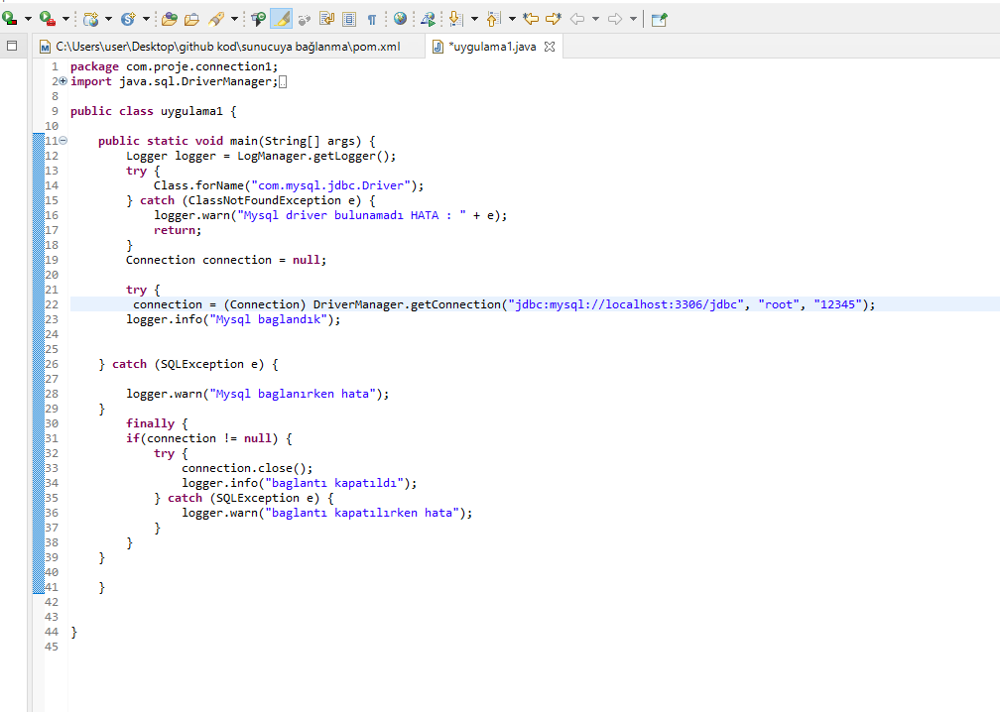 C:\Users\user\Desktop\github kod\sunucuya bağlanma\pom.xml
*uygulama1.java
1 package com.proje.connection1;
2 import java.sql.DriverManager;
8
9 public class uygulama1 {
10
11 public static void main(String[] args) {
12 Logger logger = LogManager.getLogger();
13 try {
14 Class.forName("com.mysql.jdbc.Driver");
15 } catch (ClassNotFoundException e) {
16 logger.warn("Mysql driver bulunamadı HATA : " + e);
17 return;
18 }
19 Connection connection = null;
20
21 try {
22 connection = (Connection) DriverManager.getConnection("jdbc:mysql://localhost:3306/jdbc", "root", "12345");
23 logger.info("Mysql baglandık");
24
25
26 } catch (SQLException e) {
27
28 logger.warn("Mysql baglanırken hata");
29 }
30 finally {
31 if(connection != null) {
32 try {
33 connection.close();
34 logger.info("baglantı kapatıldı");
35 } catch (SQLException e) {
36 logger.warn("baglantı kapatılırken hata");
37 }
38 }
39 }
40
41 }
42
43
44 }
45